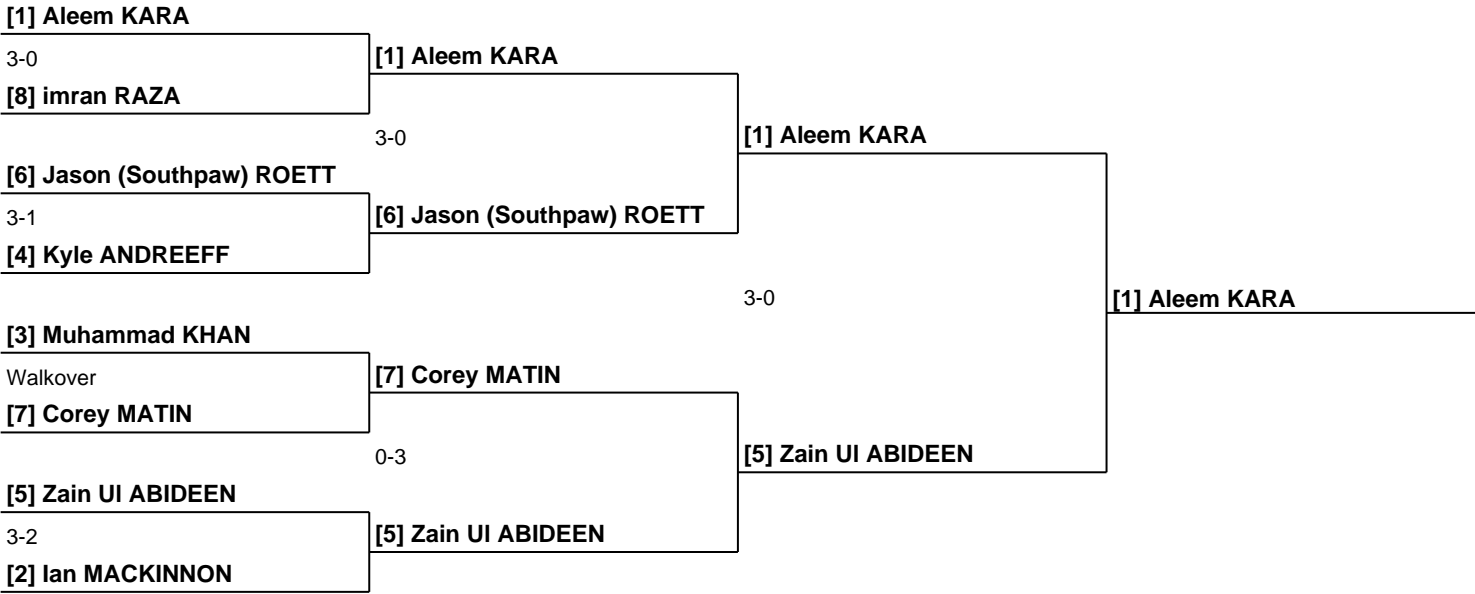 [1] Aleem KARA
3-0
[8] imran RAZA
[1] Aleem KARA
3-0
[6] Jason (Southpaw) ROETT
3-1
[4] Kyle ANDREEFF
[6] Jason (Southpaw) ROETT
[1] Aleem KARA
3-0
[1] Aleem KARA
[3] Muhammad KHAN
Walkover
[7] Corey MATIN
[7] Corey MATIN
0-3
[5] Zain Ul ABIDEEN
3-2
[2] Ian MACKINNON
[5] Zain Ul ABIDEEN
[5] Zain Ul ABIDEEN